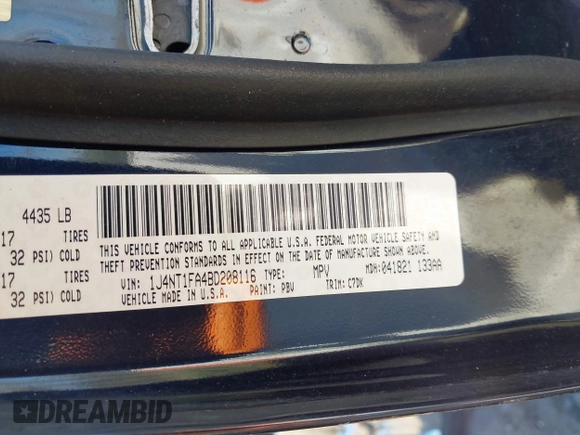 4435 LB
17 TIRES
32 PSI) COLD
17 TIRES
32 PSI) COLD
THIS VEHICLE CONFORMS TO ALL APPLICABLE U.S.A. FEDERAL MOTOR VEHICLE SAFETY AND
THEFT PREVENTION STANDARDS IN EFFECT ON THE DATE OF MANUFACTURE SHOWN ABOVE.
VIN: 1J4NT1FA4BD208116 TYPE: MPV MDH: 041821 133AA
VEHICLE MADE IN U.S.A. PAINT: PBV TRIM: C7DK
DREAMBID